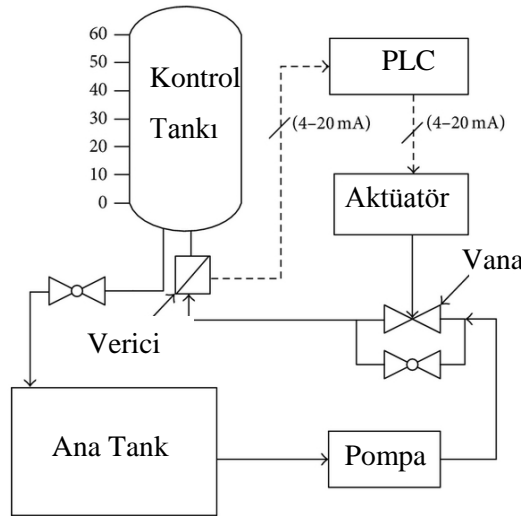 60
50
40
30
20
10
0
Kontrol
Tankı
PLC
(4–20 mA)
(4–20 mA)
Aktüatör
Vana
Verici
Ana Tank
Pompa